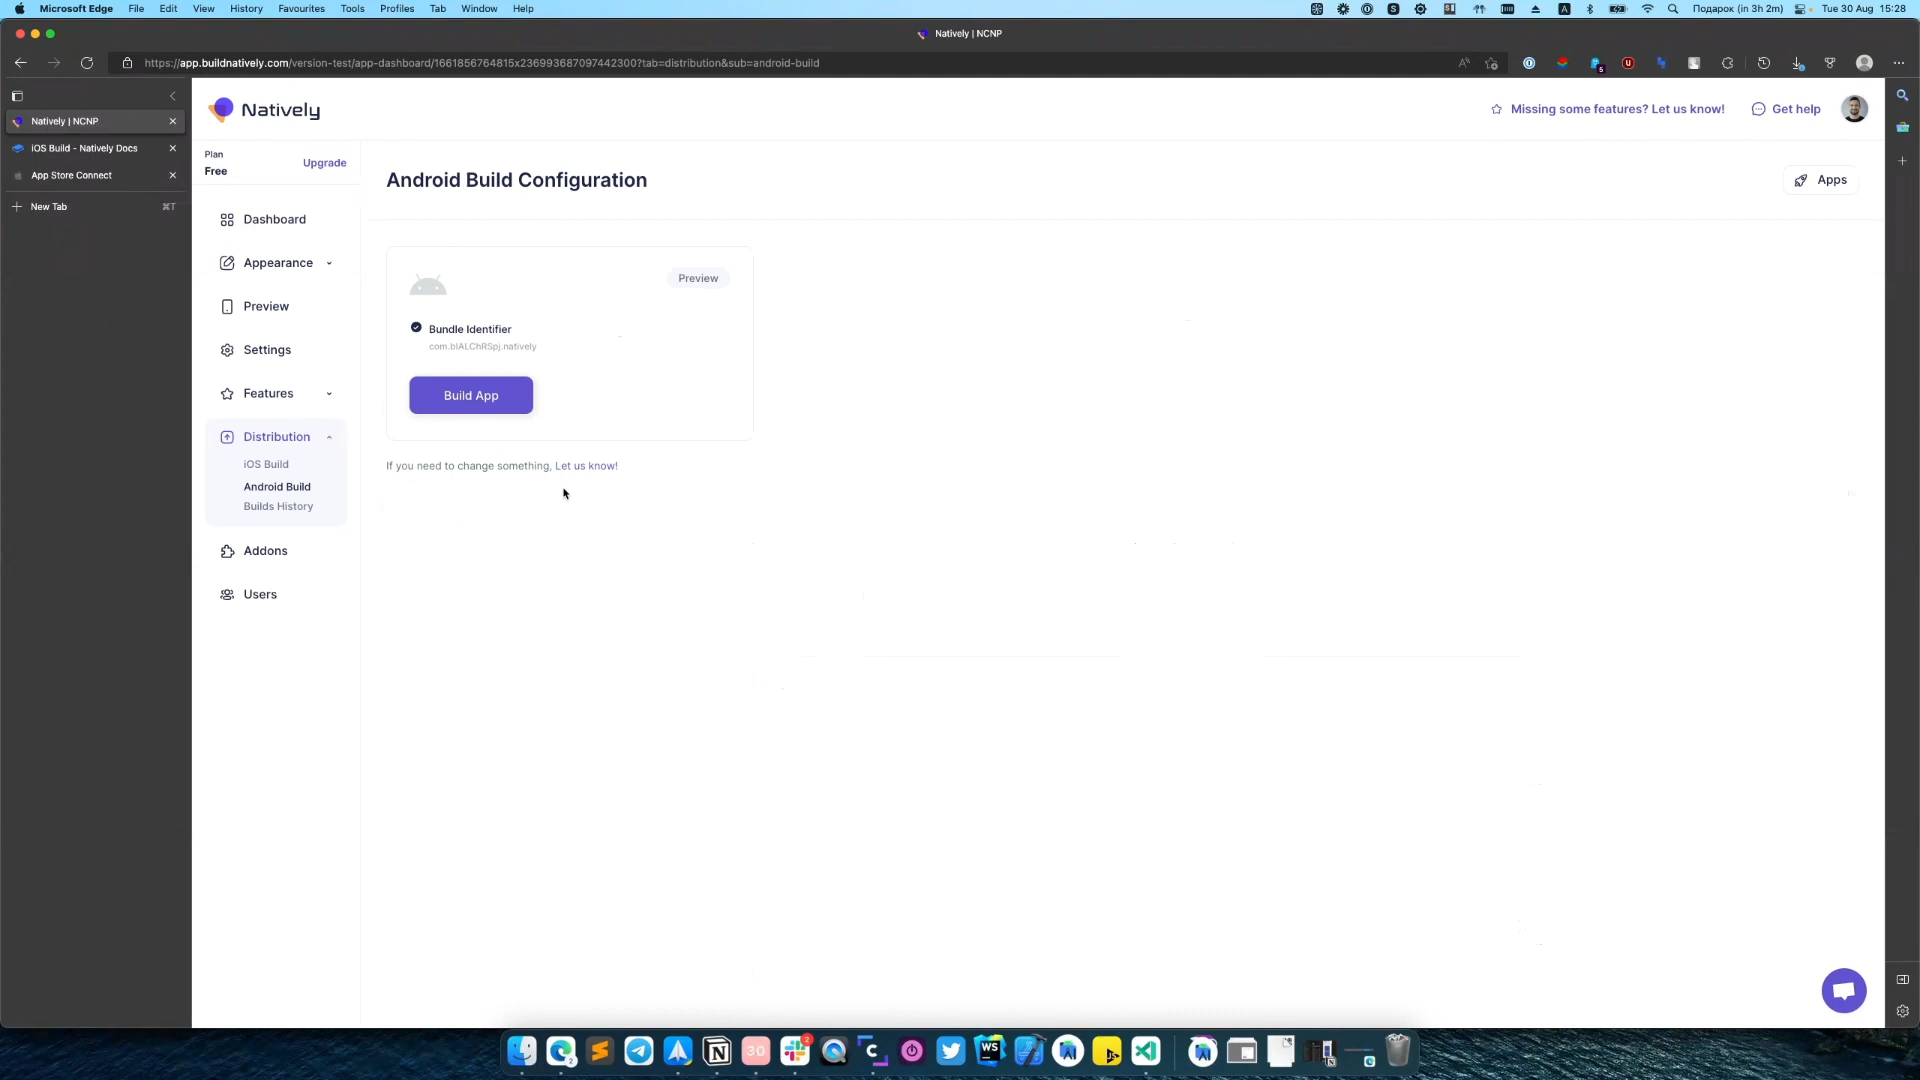 Microsoft Edge File Edit View History Favourites Tools Profiles Tab Window Help
Подарок (in 3h 2m) Tue 30 Aug 15:28
Natively | NCNP
https://app.buildnatively.com/version-test/app-dashboard/1661856764815x236993687097442300?tab=distribution&sub=android-build
Natively | NCNP
iOS Build - Natively Docs
App Store Connect
New Tab ⌘T
Natively
Missing some features? Let us know!
Get help
Plan
Free
Upgrade
Dashboard
Appearance
Preview
Settings
Features
Distribution
iOS Build
Android Build
Builds History
Addons
Users
Android Build Configuration
Apps
Preview
Bundle Identifier
com.blALChRSpj.natively
Build App
If you need to change something, Let us know!
30
2
WS